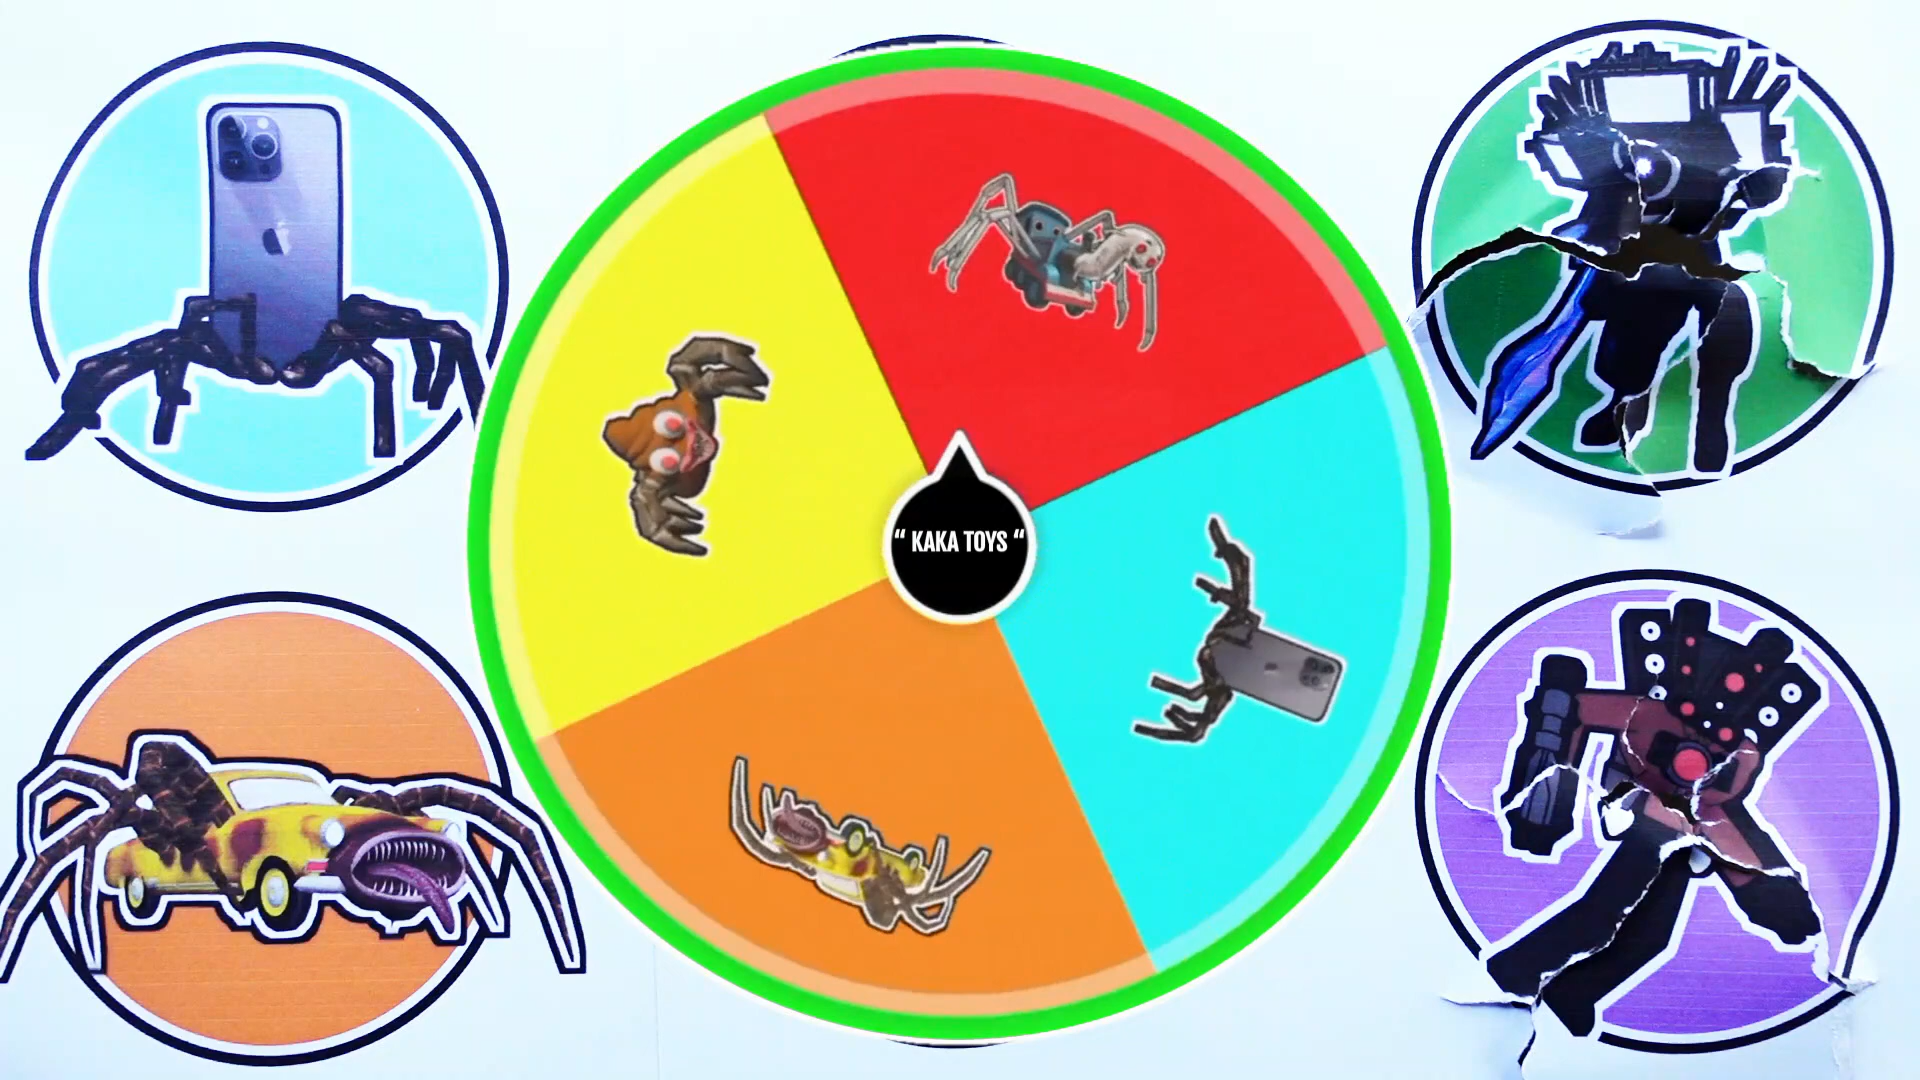 “ KAKA TOYS “